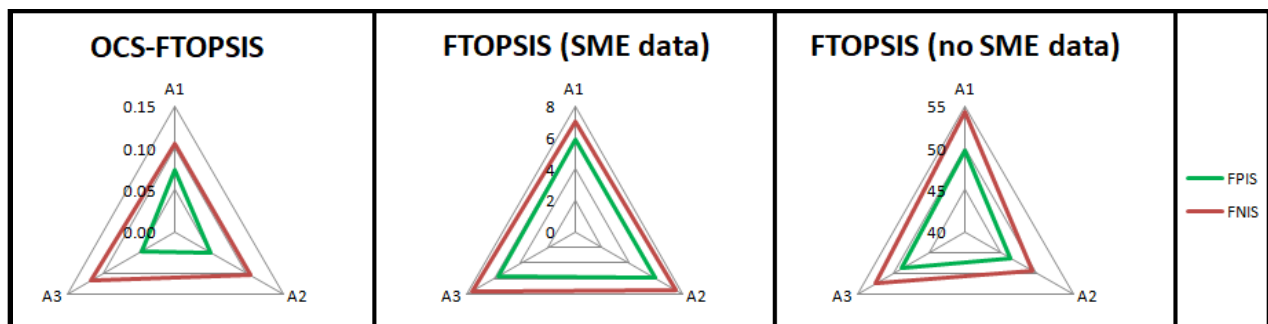 OCS-FTOPSIS
A1
0.15
0.10
0.05
0.00
A3
A2
FTOPSIS (SME data)
A1
8
6
4
2
0
A3
A2
FTOPSIS (no SME data)
A1
55
50
45
40
A3
A2
FPIS
FNIS